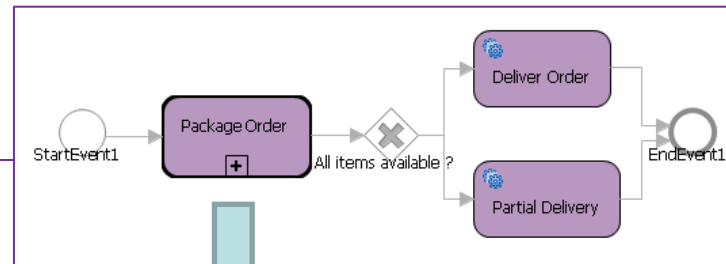 StartEvent1
Package Order
All items available ?
Deliver Order
Partial Delivery
EndEvent1